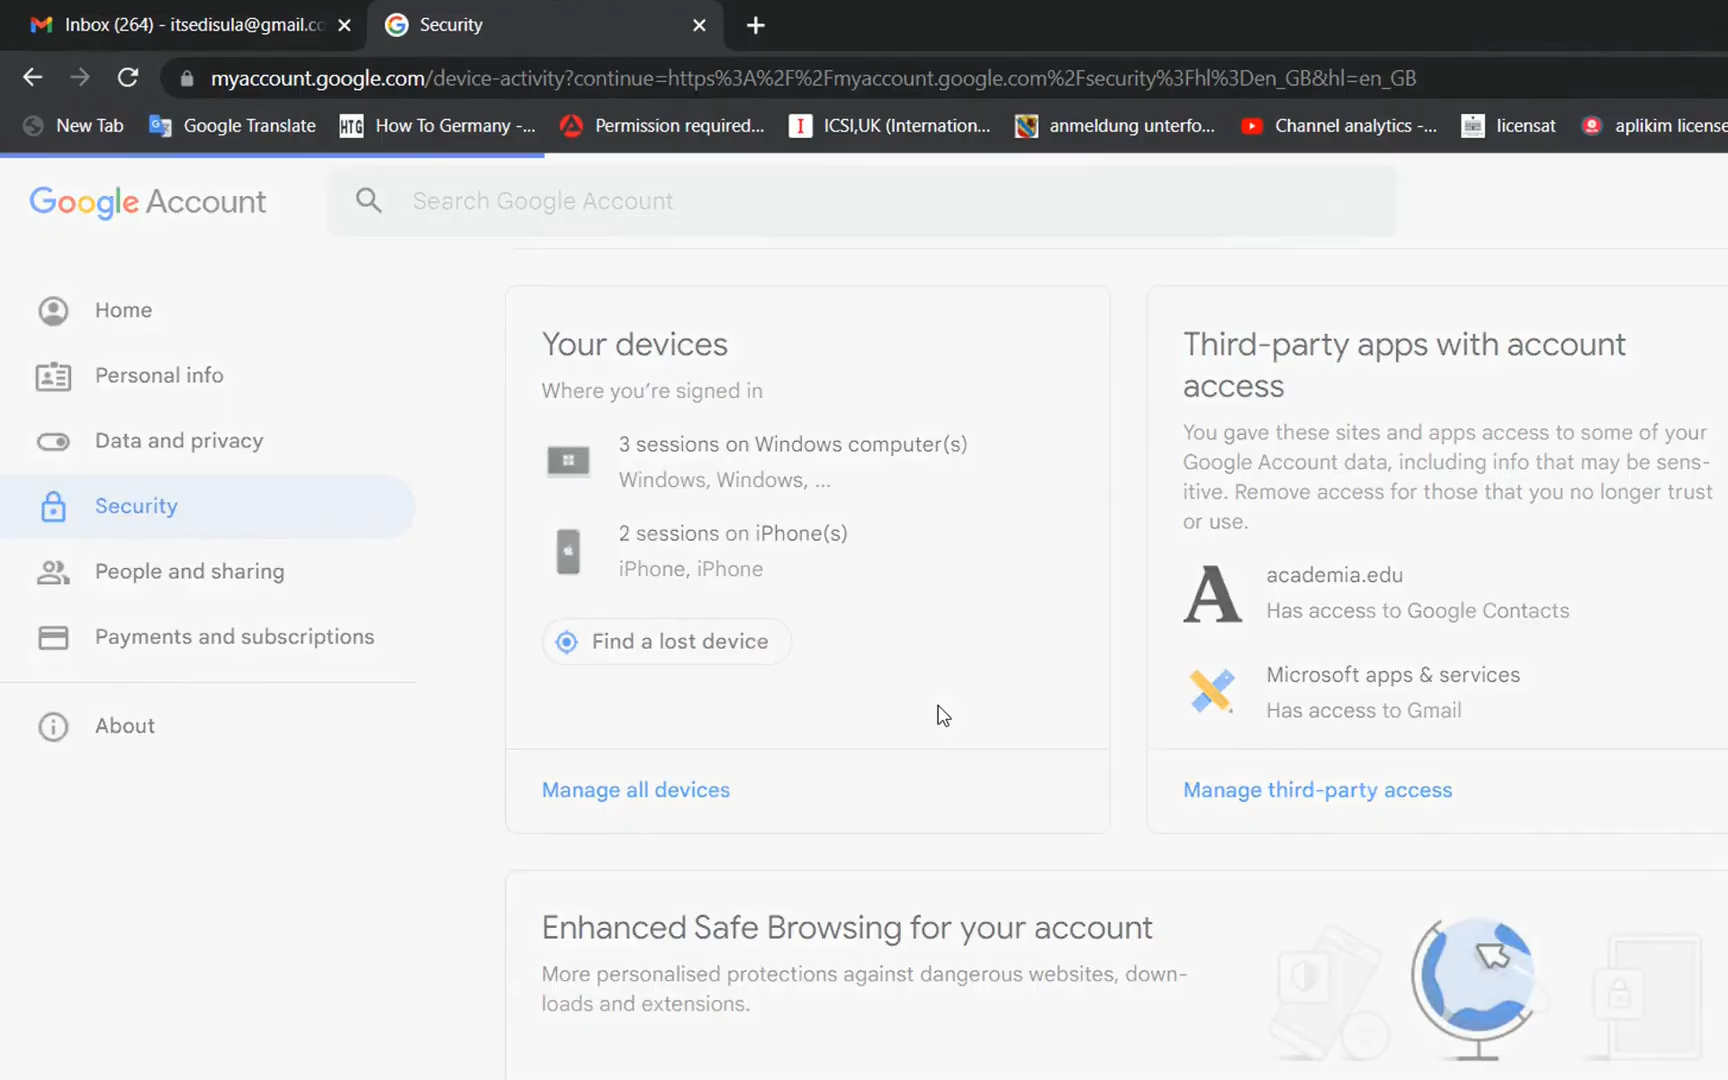 Inbox (264) - itsedisula@gmail.co
Security
myaccount.google.com/device-activity?continue=https%3A%2F%2Fmyaccount.google.com%2Fsecurity%3Fhl%3Den_GB&hl=en_GB
New Tab
Google Translate
HTG How To Germany -...
Permission required...
I ICSI,UK (Internation...
anmeldung unterfo...
Channel analytics -...
licensat
aplikim license
Google Account
Search Google Account
Home
Personal info
Data and privacy
Security
People and sharing
Payments and subscriptions
About
Your devices
Where you're signed in
3 sessions on Windows computer(s)
Windows, Windows, ...
2 sessions on iPhone(s)
iPhone, iPhone
Find a lost device
Manage all devices
Third-party apps with account
access
You gave these sites and apps access to some of your
Google Account data, including info that may be sens-
itive. Remove access for those that you no longer trust
or use.
A academia.edu
Has access to Google Contacts
Microsoft apps & services
Has access to Gmail
Manage third-party access
Enhanced Safe Browsing for your account
More personalised protections against dangerous websites, down-
loads and extensions.